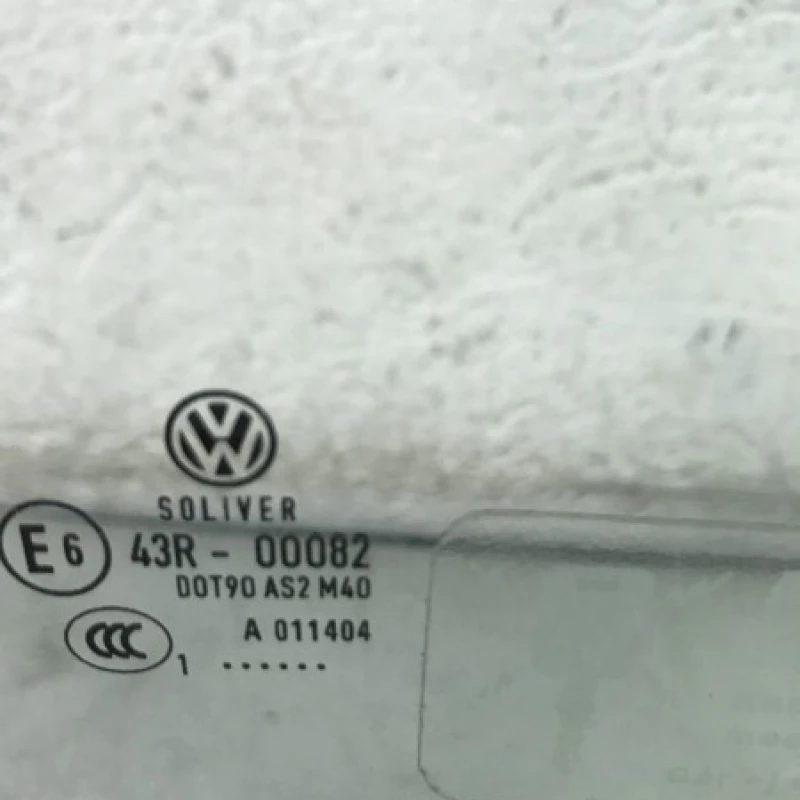 SOLIVER
E6 43R - 00082
DOT90 AS2 M40
CCC A 011404
1 ......